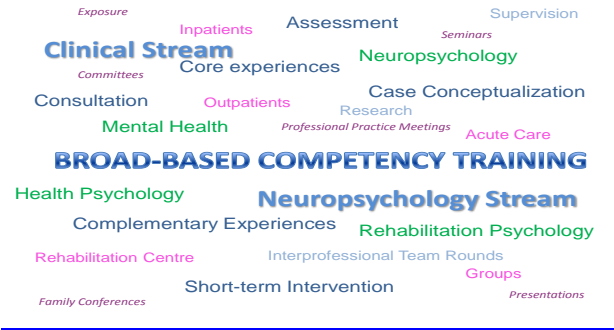 Exposure
Supervision
Inpatients
Assessment
Seminars
Clinical Stream
Neuropsychology
Core experiences
Committees
Case Conceptualization
Consultation
Outpatients
Research
Mental Health
Professional Practice Meetings
Acute Care
BROAD-BASED COMPETENCY TRAINING
Health Psychology
Neuropsychology Stream
Complementary Experiences
Rehabilitation Psychology
Rehabilitation Centre
Interprofessional Team Rounds
Groups
Short-term Intervention
Presentations
Family Conferences